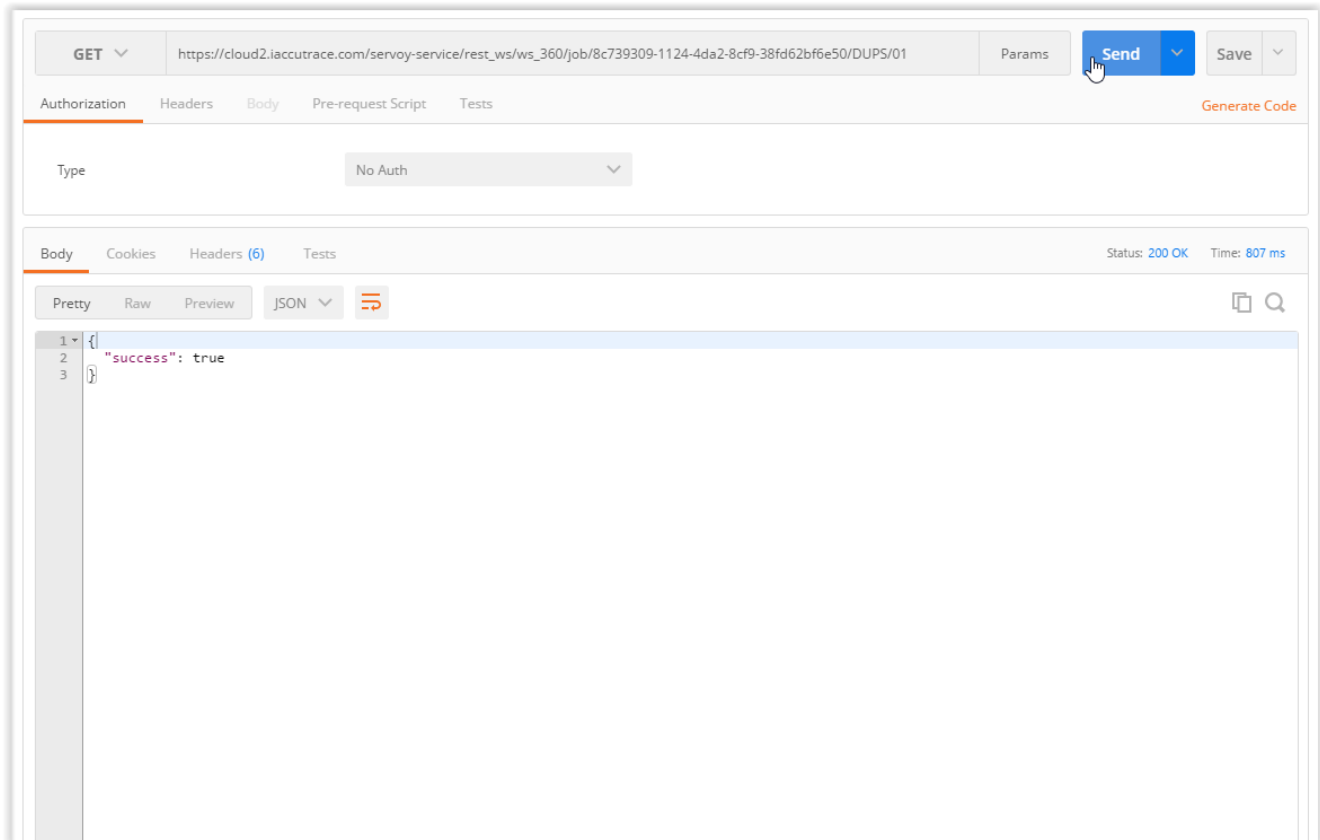 GET https://cloud2.iaccutrace.com/servoy-service/rest_ws/ws_360/job/8c739309-1124-4da2-8cf9-38fd62bf6e50/DUPS/01 Params Send Save
Authorization Headers Body Pre-request Script Tests Generate Code
Type No Auth
Body Cookies Headers (6) Tests Status: 200 OK Time: 807 ms
Pretty Raw Preview JSON
1 {
2 "success": true
3 }